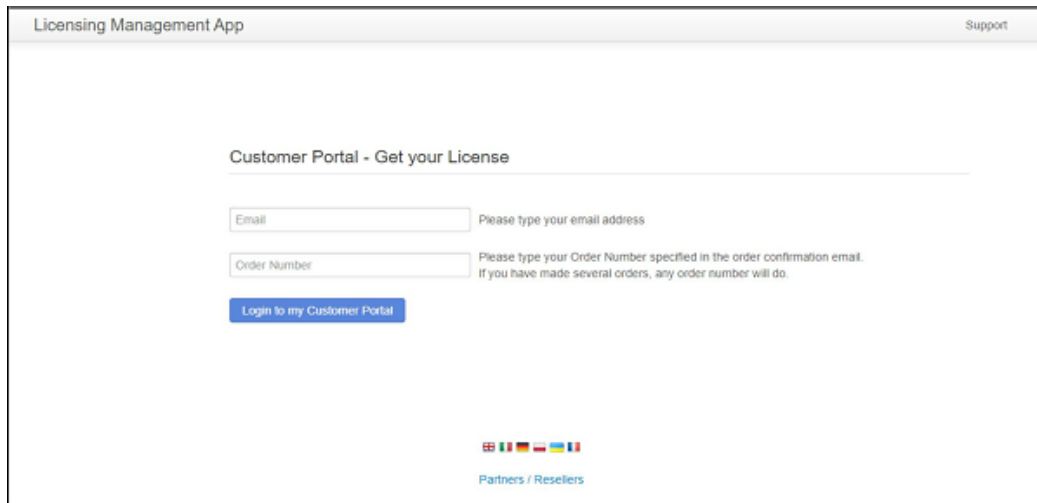 Licensing Management App
Support
Customer Portal - Get your License
Email
Please type your email address
Order Number
Please type your Order Number specified in the order confirmation email.
If you have made several orders, any order number will do.
Login to my Customer Portal
Partners / Resellers